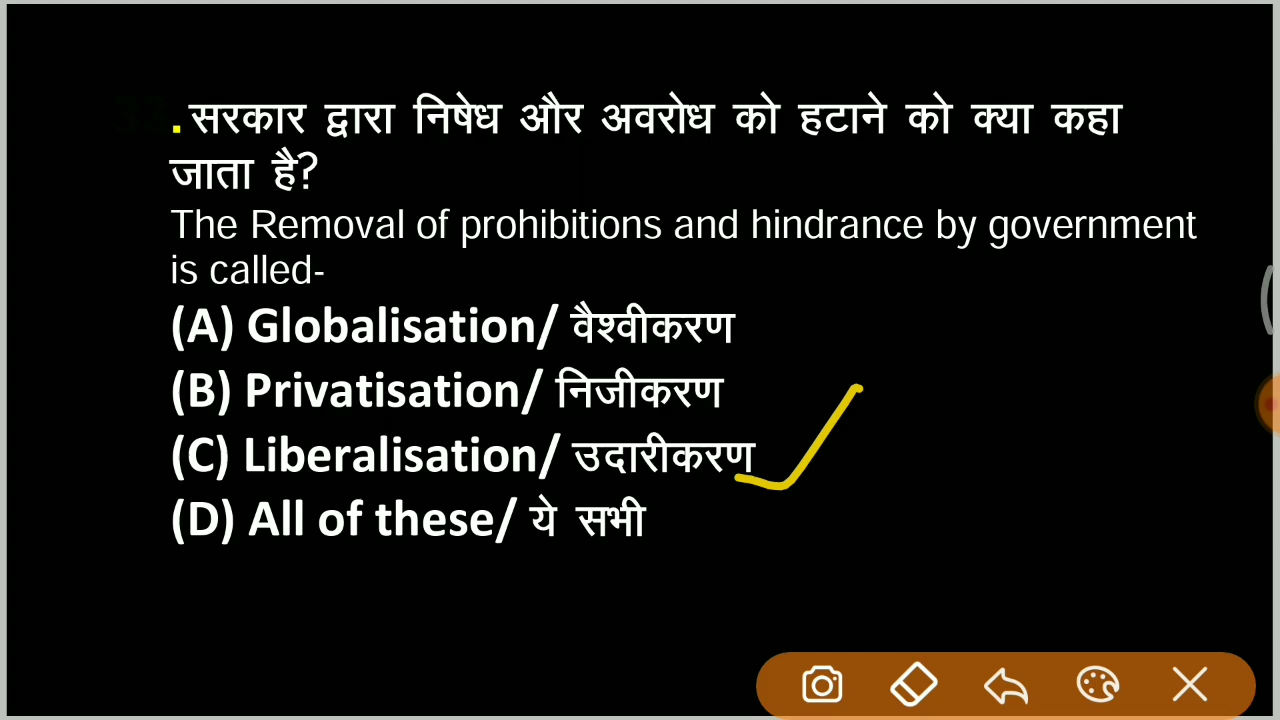 .सरकार द्वारा निषेध और अवरोध को हटाने को क्या कहा
जाता है?
The Removal of prohibitions and hindrance by government
is called-
(A) Globalisation/ वैश्वीकरण
(B) Privatisation/ निजीकरण
(C) Liberalisation/ उदारीकरण
(D) All of these/ ये सभी